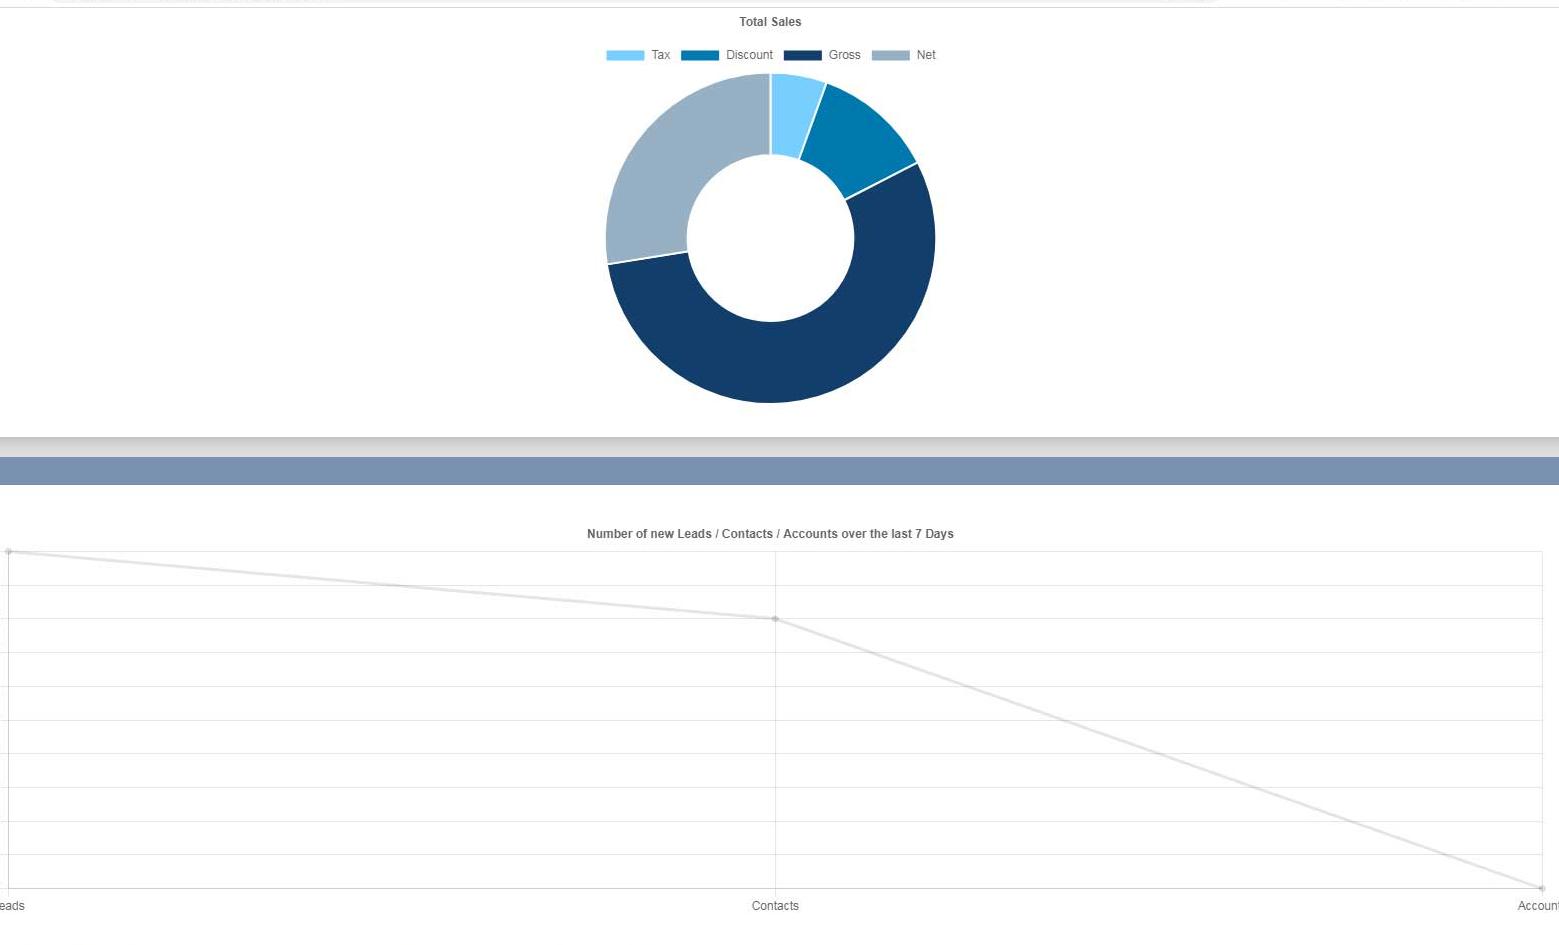 Total Sales
Tax Discount Gross Net
Number of new Leads / Contacts / Accounts over the last 7 Days
eads Contacts Account